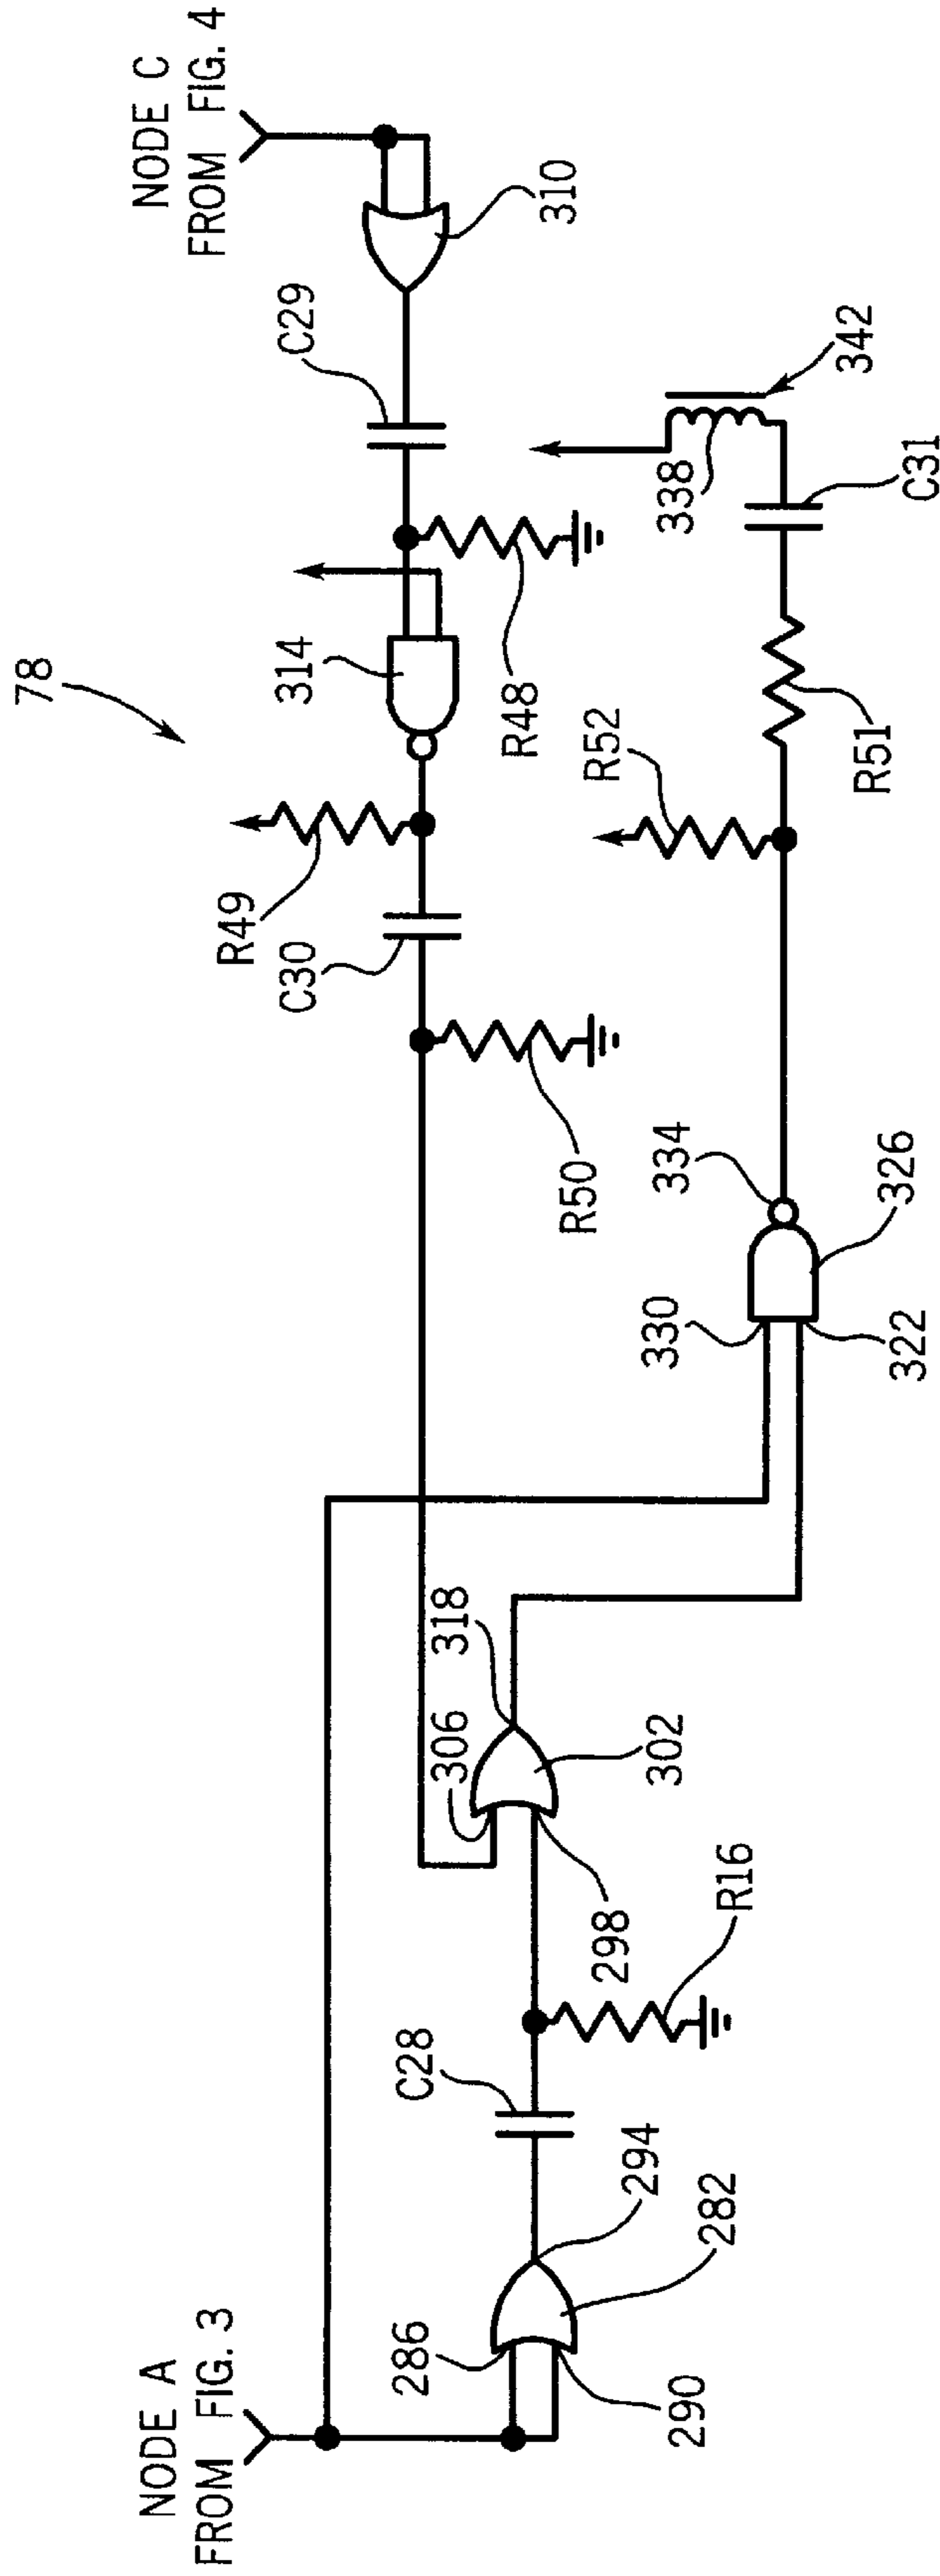 NODE A
FROM FIG. 3
NODE C
FROM FIG. 4
78
286
290
294
282
C28
R16
298
306
318
302
R50
C30
R49
314
R48
C29
310
330
322
334
326
R52
R51
338
C31
342